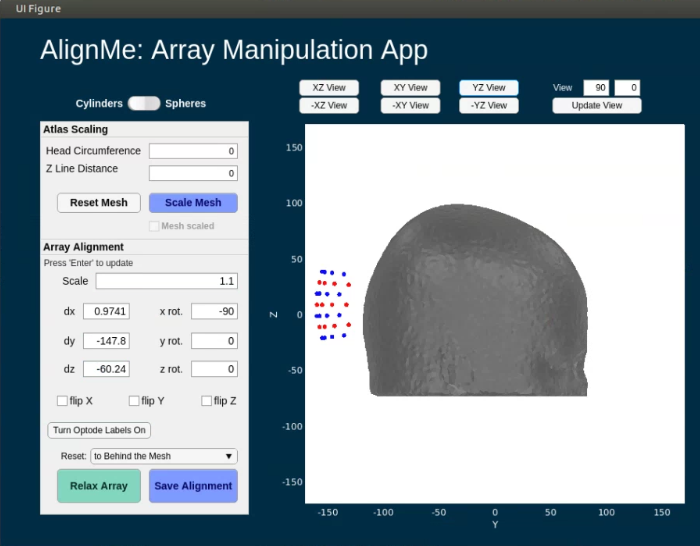 UI Figure
AlignMe: Array Manipulation App
XZ View
XY View
YZ View
View
90
0
-XZ View
-XY View
-YZ View
Update View
Cylinders
Spheres
Atlas Scaling
Head Circumference
0
Z Line Distance
0
Reset Mesh
Scale Mesh
Mesh scaled
Array Alignment
Press 'Enter' to update
Scale
1.1
dx
0.9741
x rot.
-90
dy
-147.8
y rot.
0
dz
-60.24
z rot.
0
flip X
flip Y
flip Z
Turn Optode Labels On
Reset:
to Behind the Mesh
Relax Array
Save Alignment
150
100
50
0
-50
-100
-150
Z
-150
-100
-50
0
50
100
150
Y